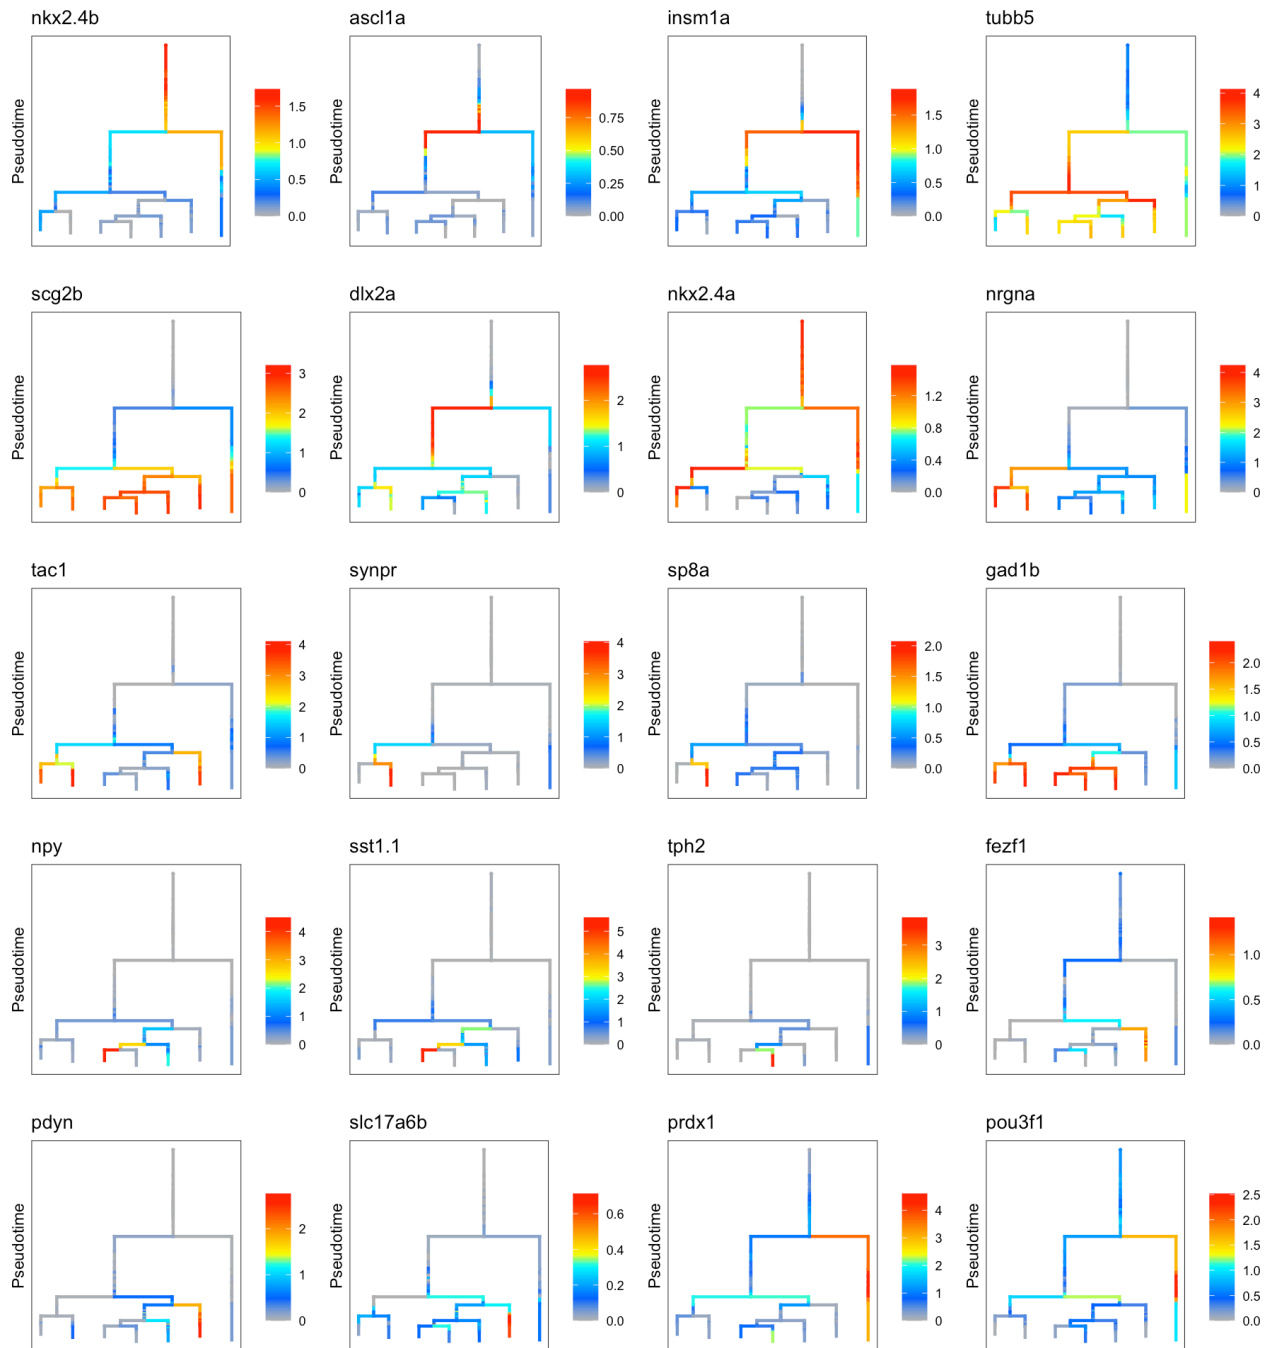 nkx2.4b ascl1a insm1a tubb5
Pseudotime 1.5 1.0 0.5 0.0 Pseudotime 0.75 0.50 0.25 0.00 Pseudotime 1.5 1.0 0.5 0.0 Pseudotime 4 3 2 1 0
scg2b dlx2a nkx2.4a nrgna
Pseudotime 3 2 1 0 Pseudotime 2 1 0 Pseudotime 1.2 0.8 0.4 0.0 Pseudotime 4 3 2 1 0
tac1 synpr sp8a gad1b
Pseudotime 4 3 2 1 0 Pseudotime 4 3 2 1 0 Pseudotime 2.0 1.5 1.0 0.5 0.0 Pseudotime 2.0 1.5 1.0 0.5 0.0
npy sst1.1 tph2 fezf1
Pseudotime 4 3 2 1 0 Pseudotime 5 4 3 2 1 0 Pseudotime 3 2 1 0 Pseudotime 1.0 0.5 0.0
pdyn slc17a6b prdx1 pou3f1
Pseudotime 2 1 0 Pseudotime 0.6 0.4 0.2 0.0 Pseudotime 4 3 2 1 0 Pseudotime 2.5 2.0 1.5 1.0 0.5 0.0